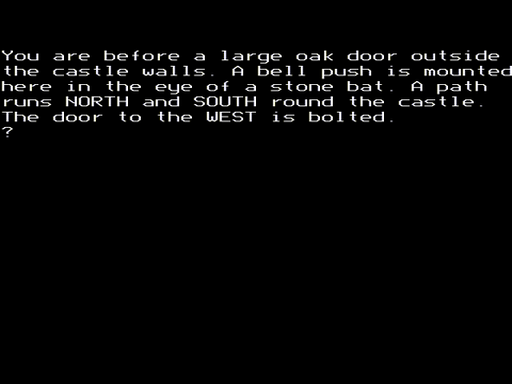 You are before a large oak door outside
the castle walls. A bell push is mounted
here in the eye of a stone bat. A path
runs NORTH and SOUTH round the castle.
The door to the WEST is bolted.
?